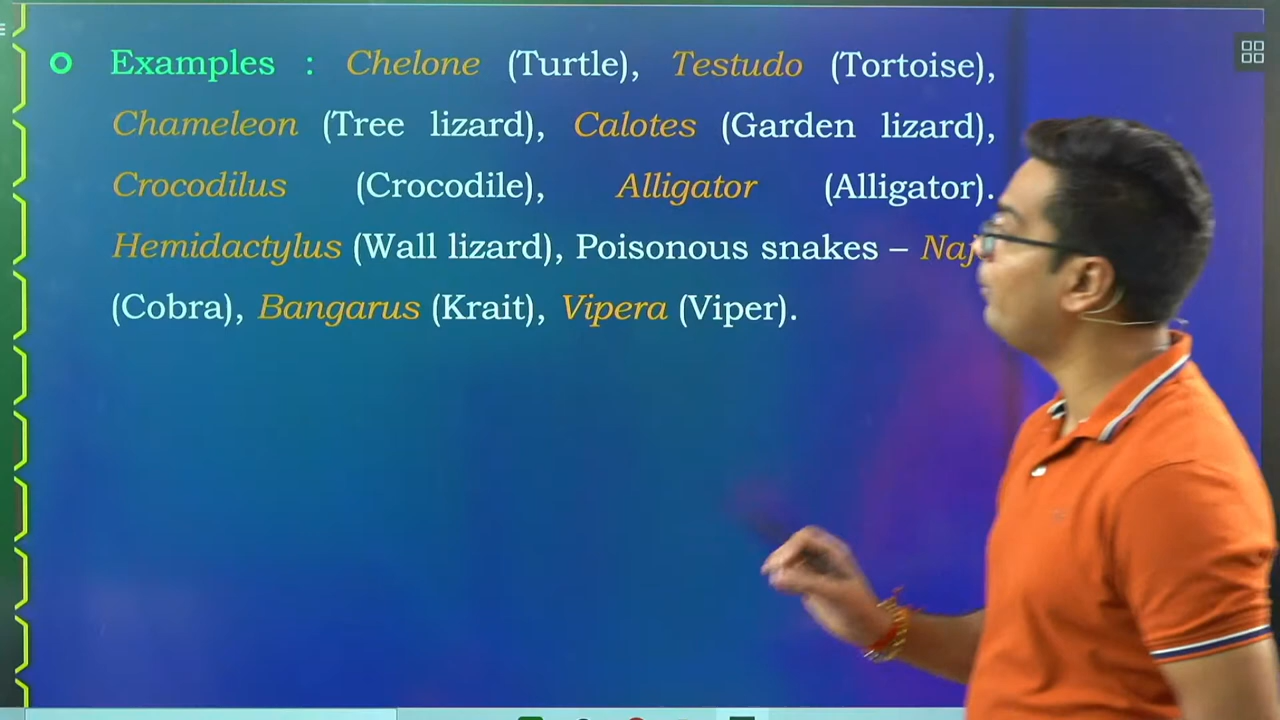 Examples : Chelone (Turtle), Testudo (Tortoise),
Chameleon (Tree lizard), Calotes (Garden lizard),
Crocodilus (Crocodile), Alligator (Alligator).
Hemidactylus (Wall lizard), Poisonous snakes –
(Cobra), Bangarus (Krait), Vipera (Viper).